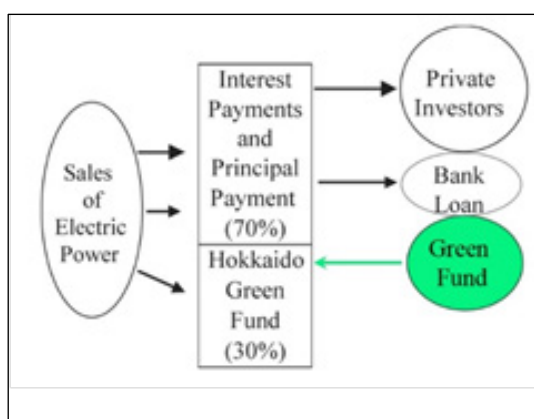 Sales
of
Electric
Power
Interest
Payments
and
Principal
Payment
(70%)
Hokkaido
Green
Fund
(30%)
Private
Investors
Bank
Loan
Green
Fund